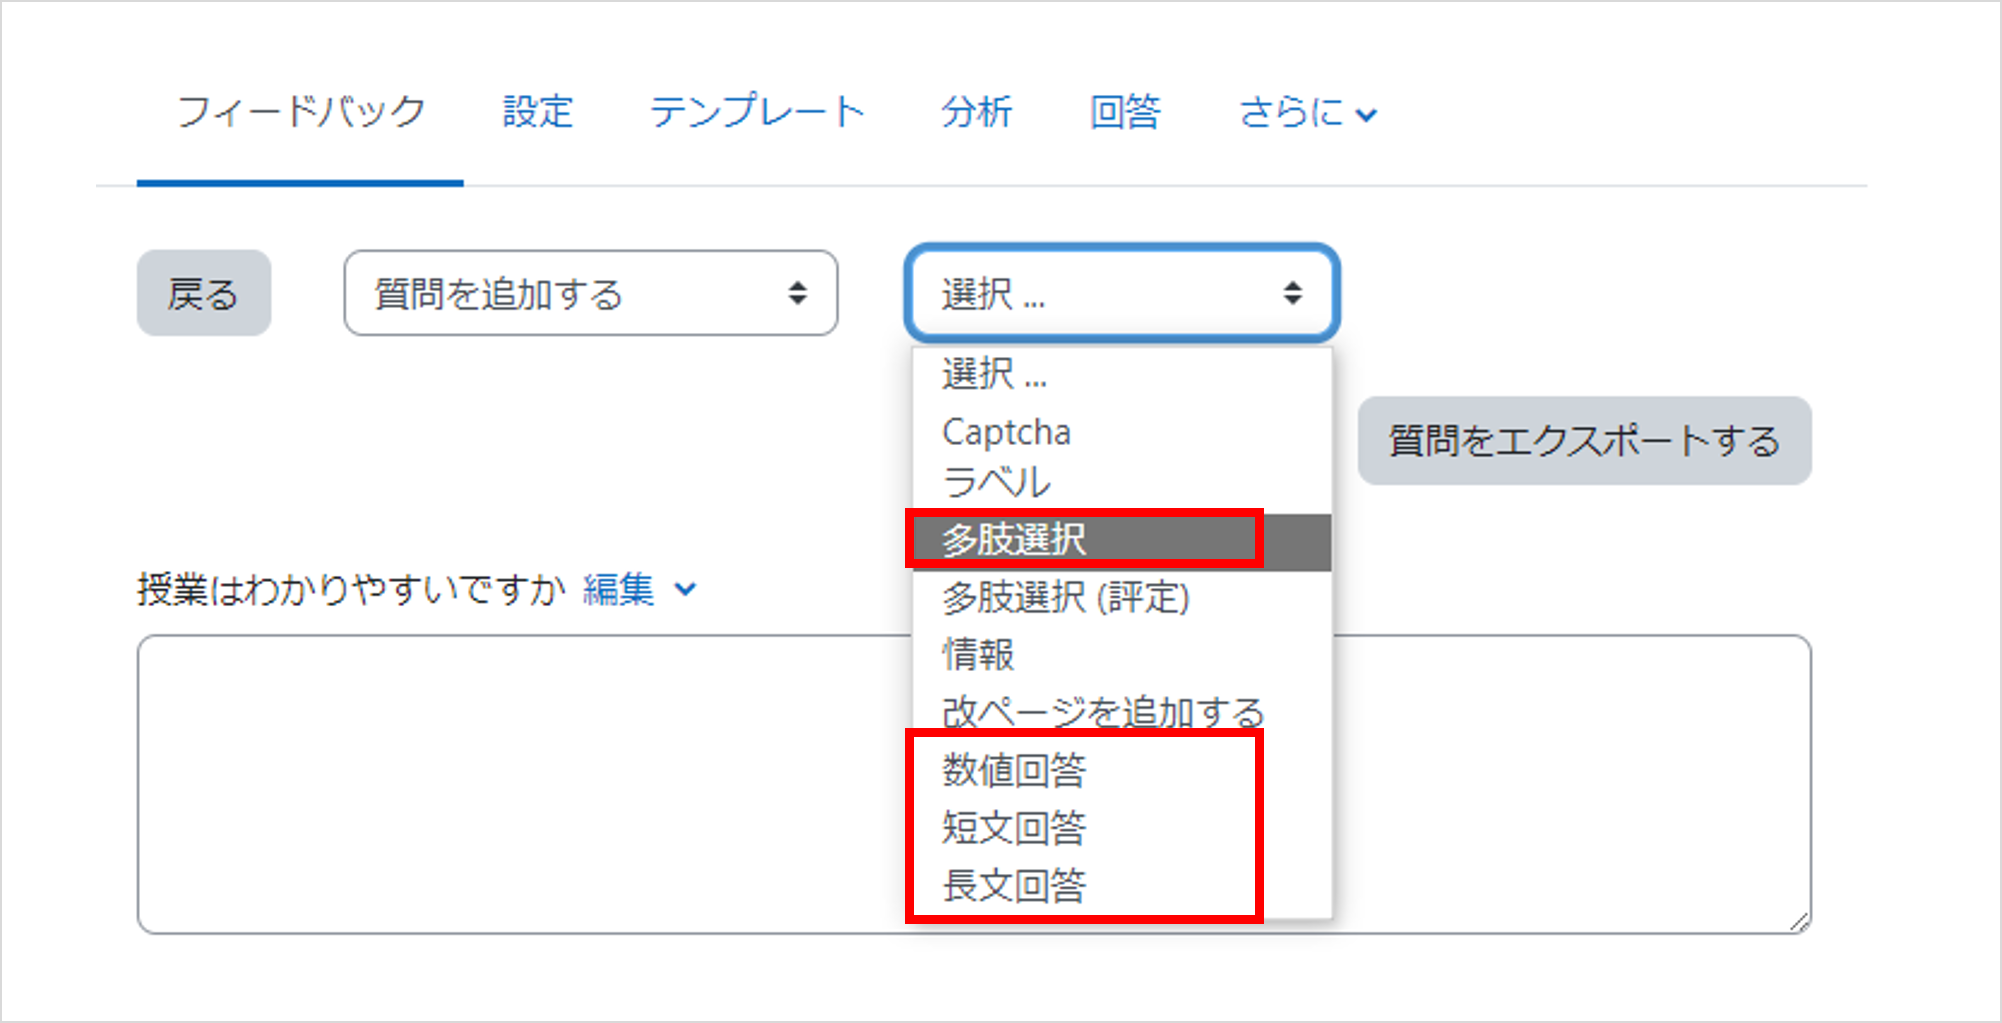 フィードバック 設定 テンプレート 分析 回答 さらに
戻る 質問を追加する 選択 ...
選択 ...
Captcha
ラベル
多肢選択
多肢選択 (評定)
情報
改ページを追加する
数値回答
短文回答
長文回答
質問をエクスポートする
授業はわかりやすいですか 編集